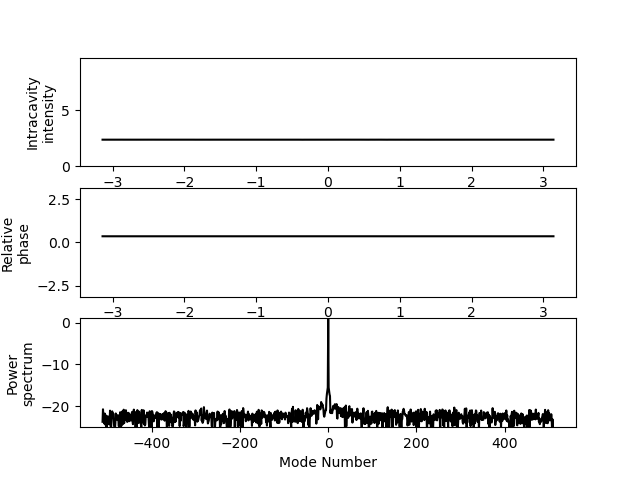 Intracavity
intensity
5
0
−3 −2 −1 0 1 2 3
Relative
phase
2.5
0.0
−2.5
−3 −2 −1 0 1 2 3
Power
spectrum
0
−10
−20
−400 −200 0 200 400
Mode Number